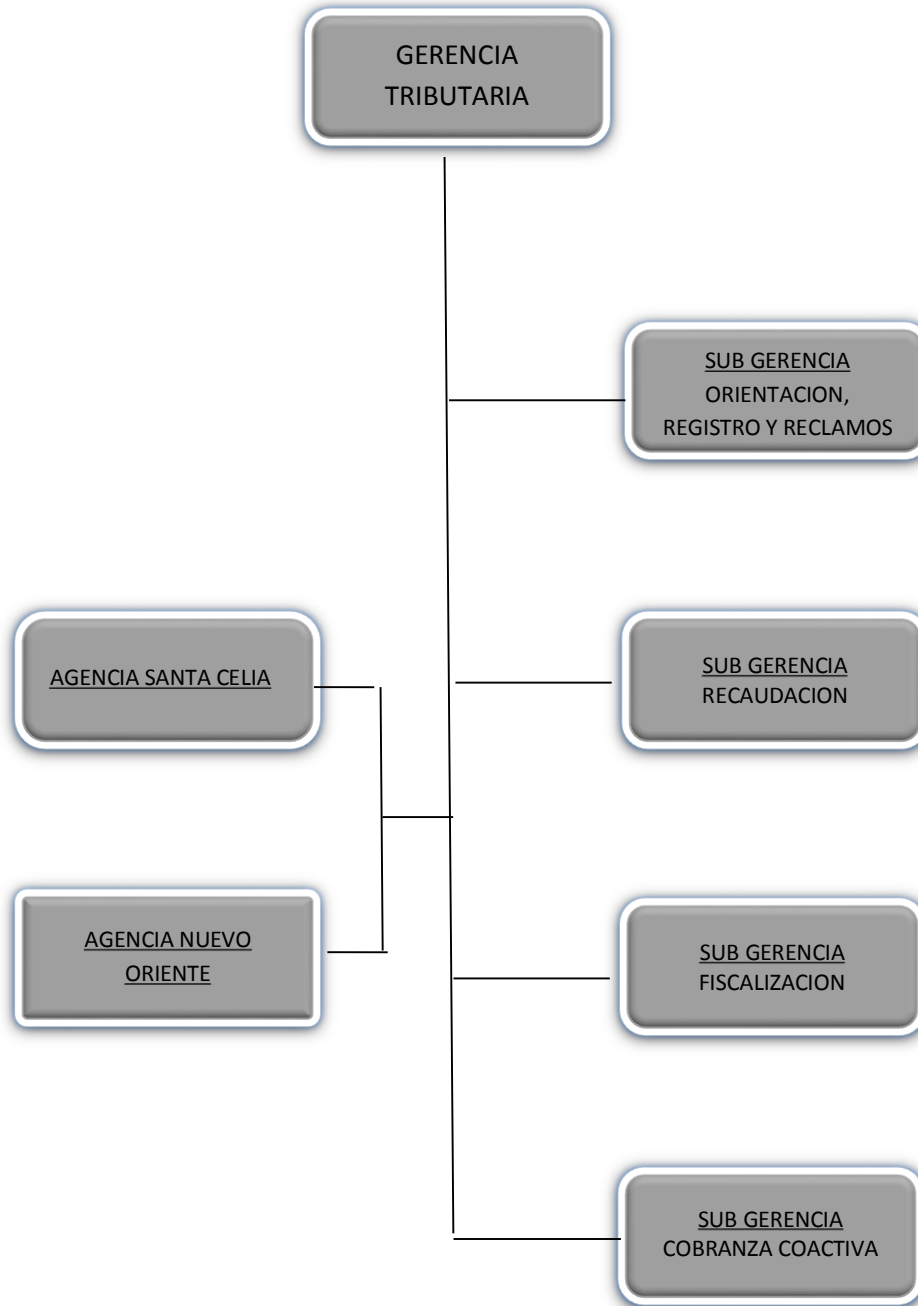 GERENCIA
TRIBUTARIA
SUB GERENCIA
ORIENTACION,
REGISTRO Y RECLAMOS
AGENCIA SANTA CELIA
SUB GERENCIA
RECAUDACION
AGENCIA NUEVO
ORIENTE
SUB GERENCIA
FISCALIZACION
SUB GERENCIA
COBRANZA COACTIVA